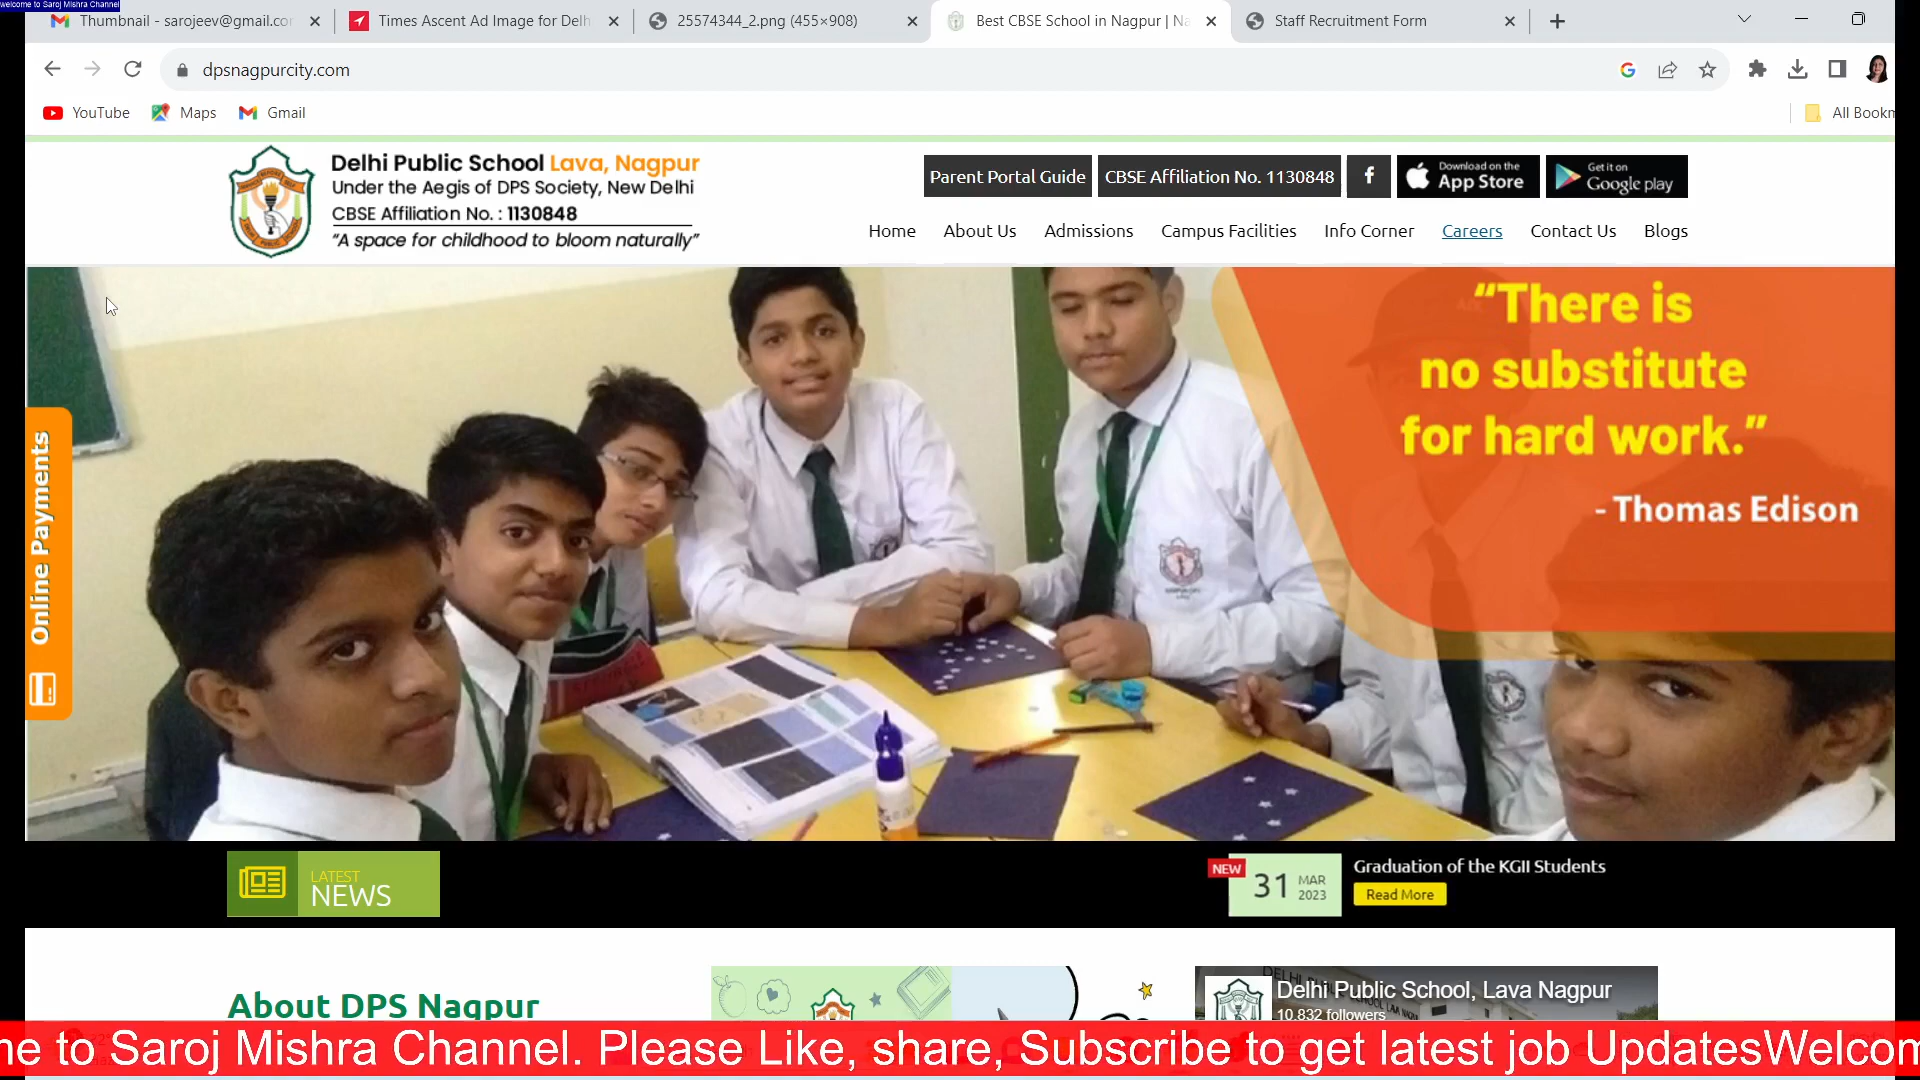 welcome to Saroj Mishra Channel
Thumbnail - sarojeev@gmail.co
Times Ascent Ad Image for Delh
25574344_2.png (455×908)
Best CBSE School in Nagpur | Na
Staff Recruitment Form
dpsnagpurcity.com
YouTube
Maps
Gmail
All Bookm
Delhi Public School Lava, Nagpur
Under the Aegis of DPS Society, New Delhi
CBSE Affiliation No. : 1130848
“A space for childhood to bloom naturally”
Parent Portal Guide
CBSE Affiliation No. 1130848
f
Download on the
App Store
Get it on
Google play
Home
About Us
Admissions
Campus Facilities
Info Corner
Careers
Contact Us
Blogs
“There is
no substitute
for hard work.”
- Thomas Edison
Online Payments
LATEST
NEWS
NEW
31 MAR
2023
Graduation of the KGII Students
Read More
About DPS Nagpur
Delhi Public School, Lava Nagpur
10,832 followers
ne to Saroj Mishra Channel. Please Like, share, Subscribe to get latest job UpdatesWelcom